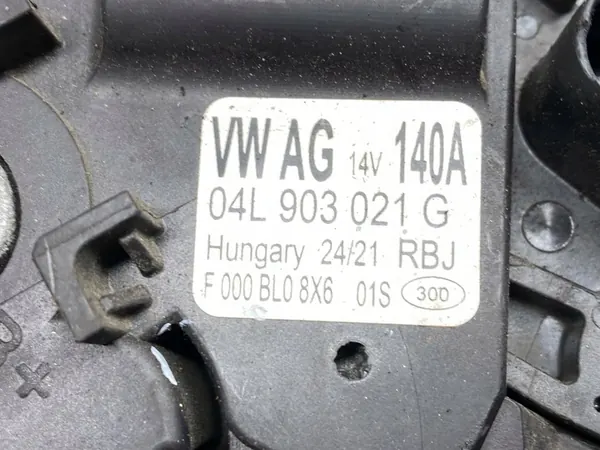 VW AG 14V 140A
04L 903 021 G
Hungary 24/21 RBJ
F 000 BL0 8X6 01S 300